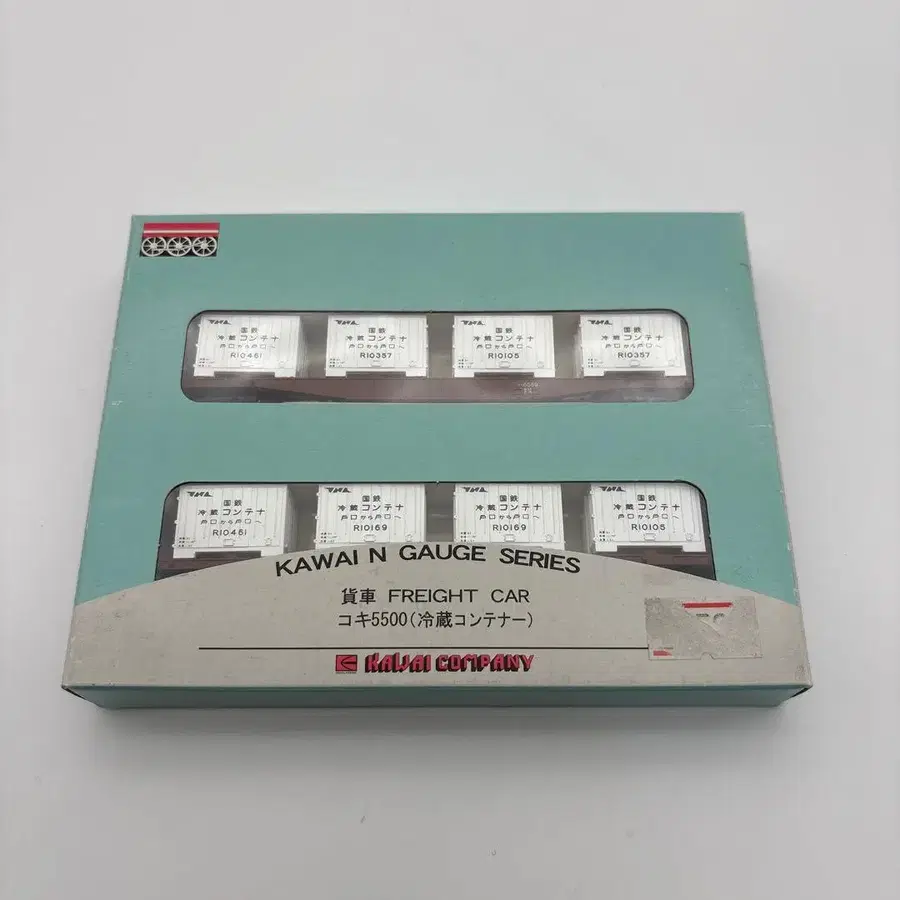 国鉄
冷蔵コンテナ
戸口から戸口へ
R10461
国鉄
冷蔵コンテナ
戸口から戸口へ
R10357
国鉄
冷蔵コンテナ
戸口から戸口へ
R10105
国鉄
冷蔵コンテナ
戸口から戸口へ
R10357
国鉄
冷蔵コンテナ
戸口から戸口へ
R10461
国鉄
冷蔵コンテナ
戸口から戸口へ
R10169
国鉄
冷蔵コンテナ
戸口から戸口へ
R10169
国鉄
冷蔵コンテナ
戸口から戸口へ
R10105
KAWAI N GAUGE SERIES
貨車 FREIGHT CAR
コキ5500(冷蔵コンテナー)
KAWAI COMPANY